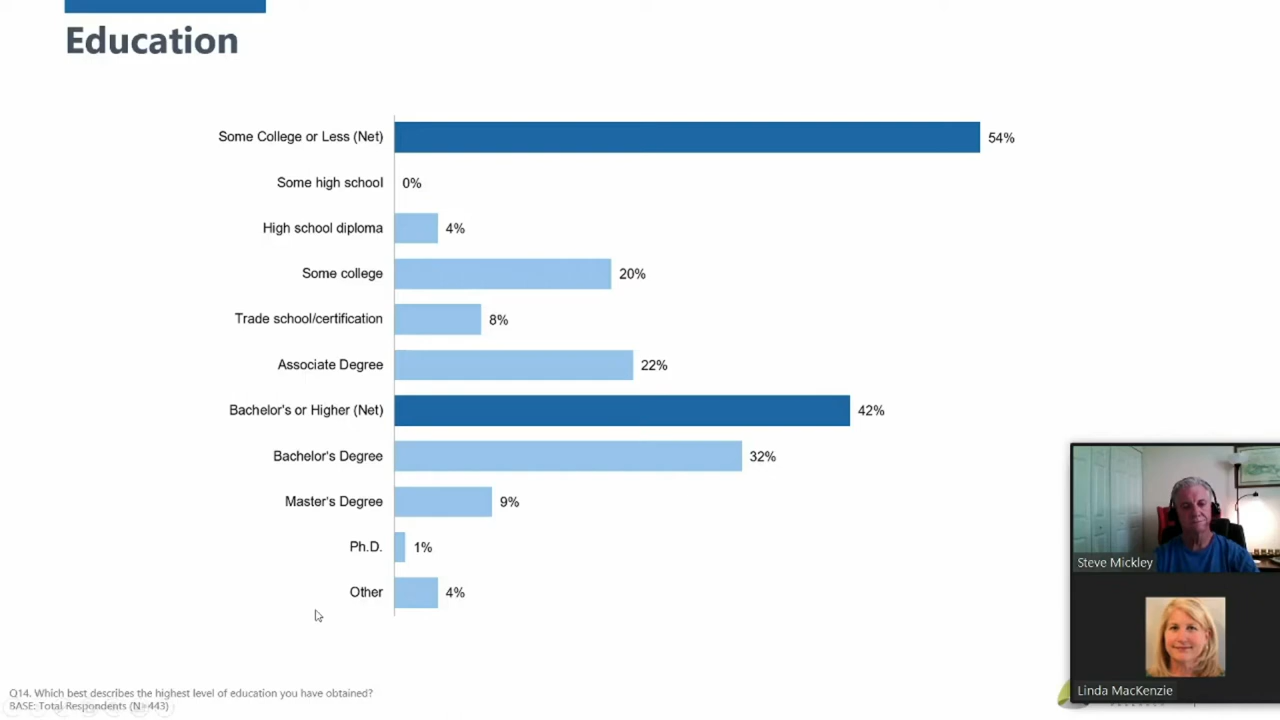 Education
Some College or Less (Net) 54%
Some high school 0%
High school diploma 4%
Some college 20%
Trade school/certification 8%
Associate Degree 22%
Bachelor's or Higher (Net) 42%
Bachelor's Degree 32%
Master's Degree 9%
Ph.D. 1%
Other 4%
Steve Mickley
Linda MacKenzie
Q14. Which best describes the highest level of education you have obtained?
BASE: Total Respondents (N=443)